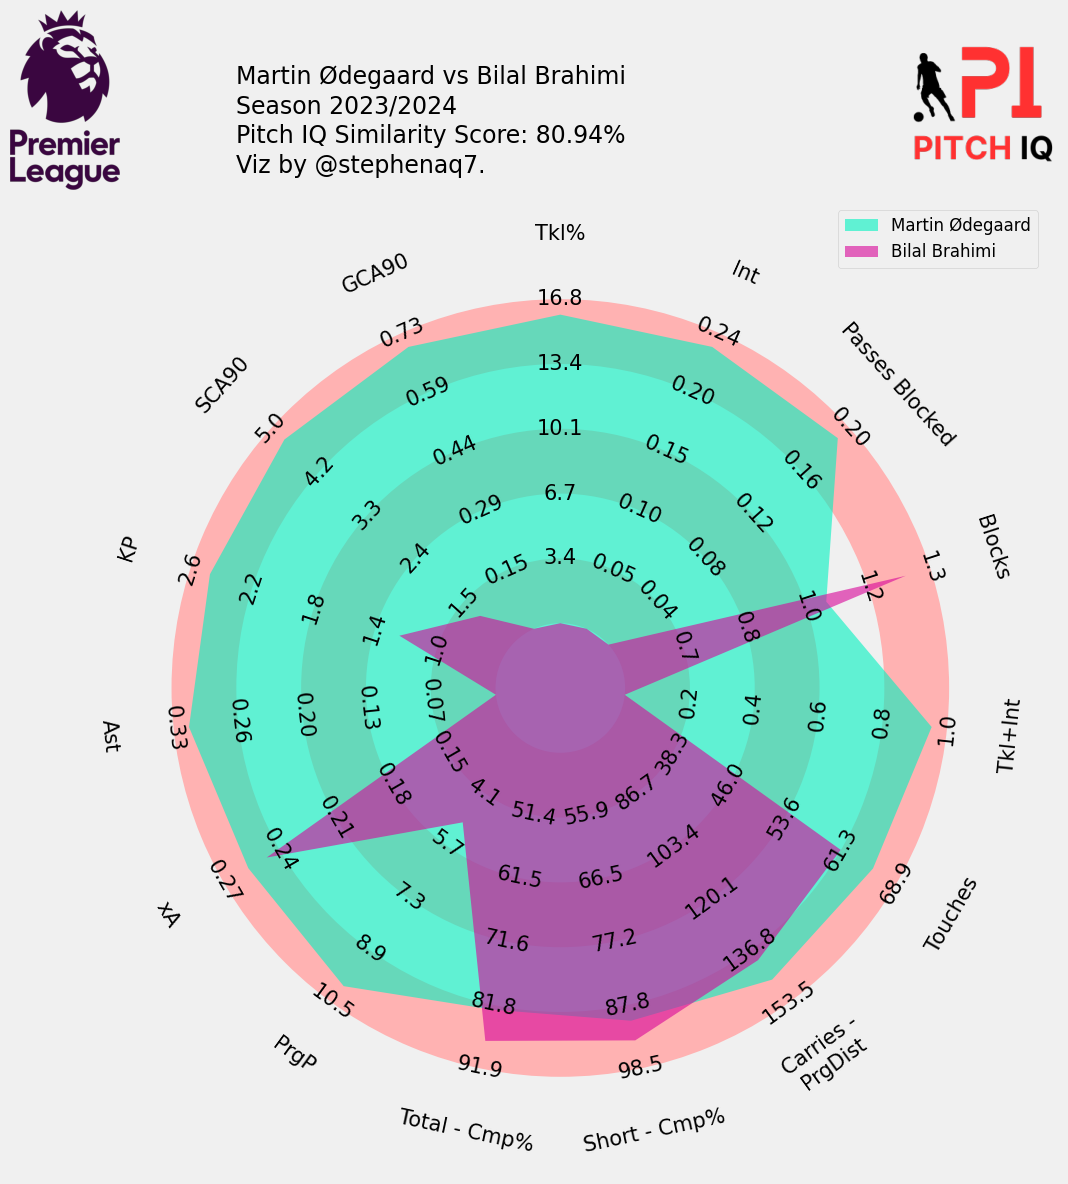 Premier
League
Martin Ødegaard vs Bilal Brahimi
Season 2023/2024
Pitch IQ Similarity Score: 80.94%
Viz by @stephenaq7.
PI
PITCH IQ
Martin Ødegaard
Bilal Brahimi
Tkl%
16.8
13.4
10.1
6.7
3.4
Int
0.24
0.20
0.15
0.10
0.05
Passes Blocked
0.20
0.16
0.12
0.08
0.04
Blocks
1.3
1.2
1.0
0.8
0.7
Tkl+Int
1.0
0.8
0.6
0.4
0.2
Touches
68.9
61.3
53.6
46.0
38.3
Carries -
PrgDist
153.5
136.8
120.1
103.4
86.7
Short - Cmp%
98.5
87.8
77.2
66.5
55.9
Total - Cmp%
91.9
81.8
71.6
61.5
51.4
PrgP
10.5
8.9
7.3
5.7
4.1
xA
0.27
0.24
0.21
0.18
0.15
Ast
0.33
0.26
0.20
0.13
0.07
KP
2.6
2.2
1.8
1.4
1.0
SCA90
5.0
4.2
3.3
2.4
1.5
GCA90
0.73
0.59
0.44
0.29
0.15